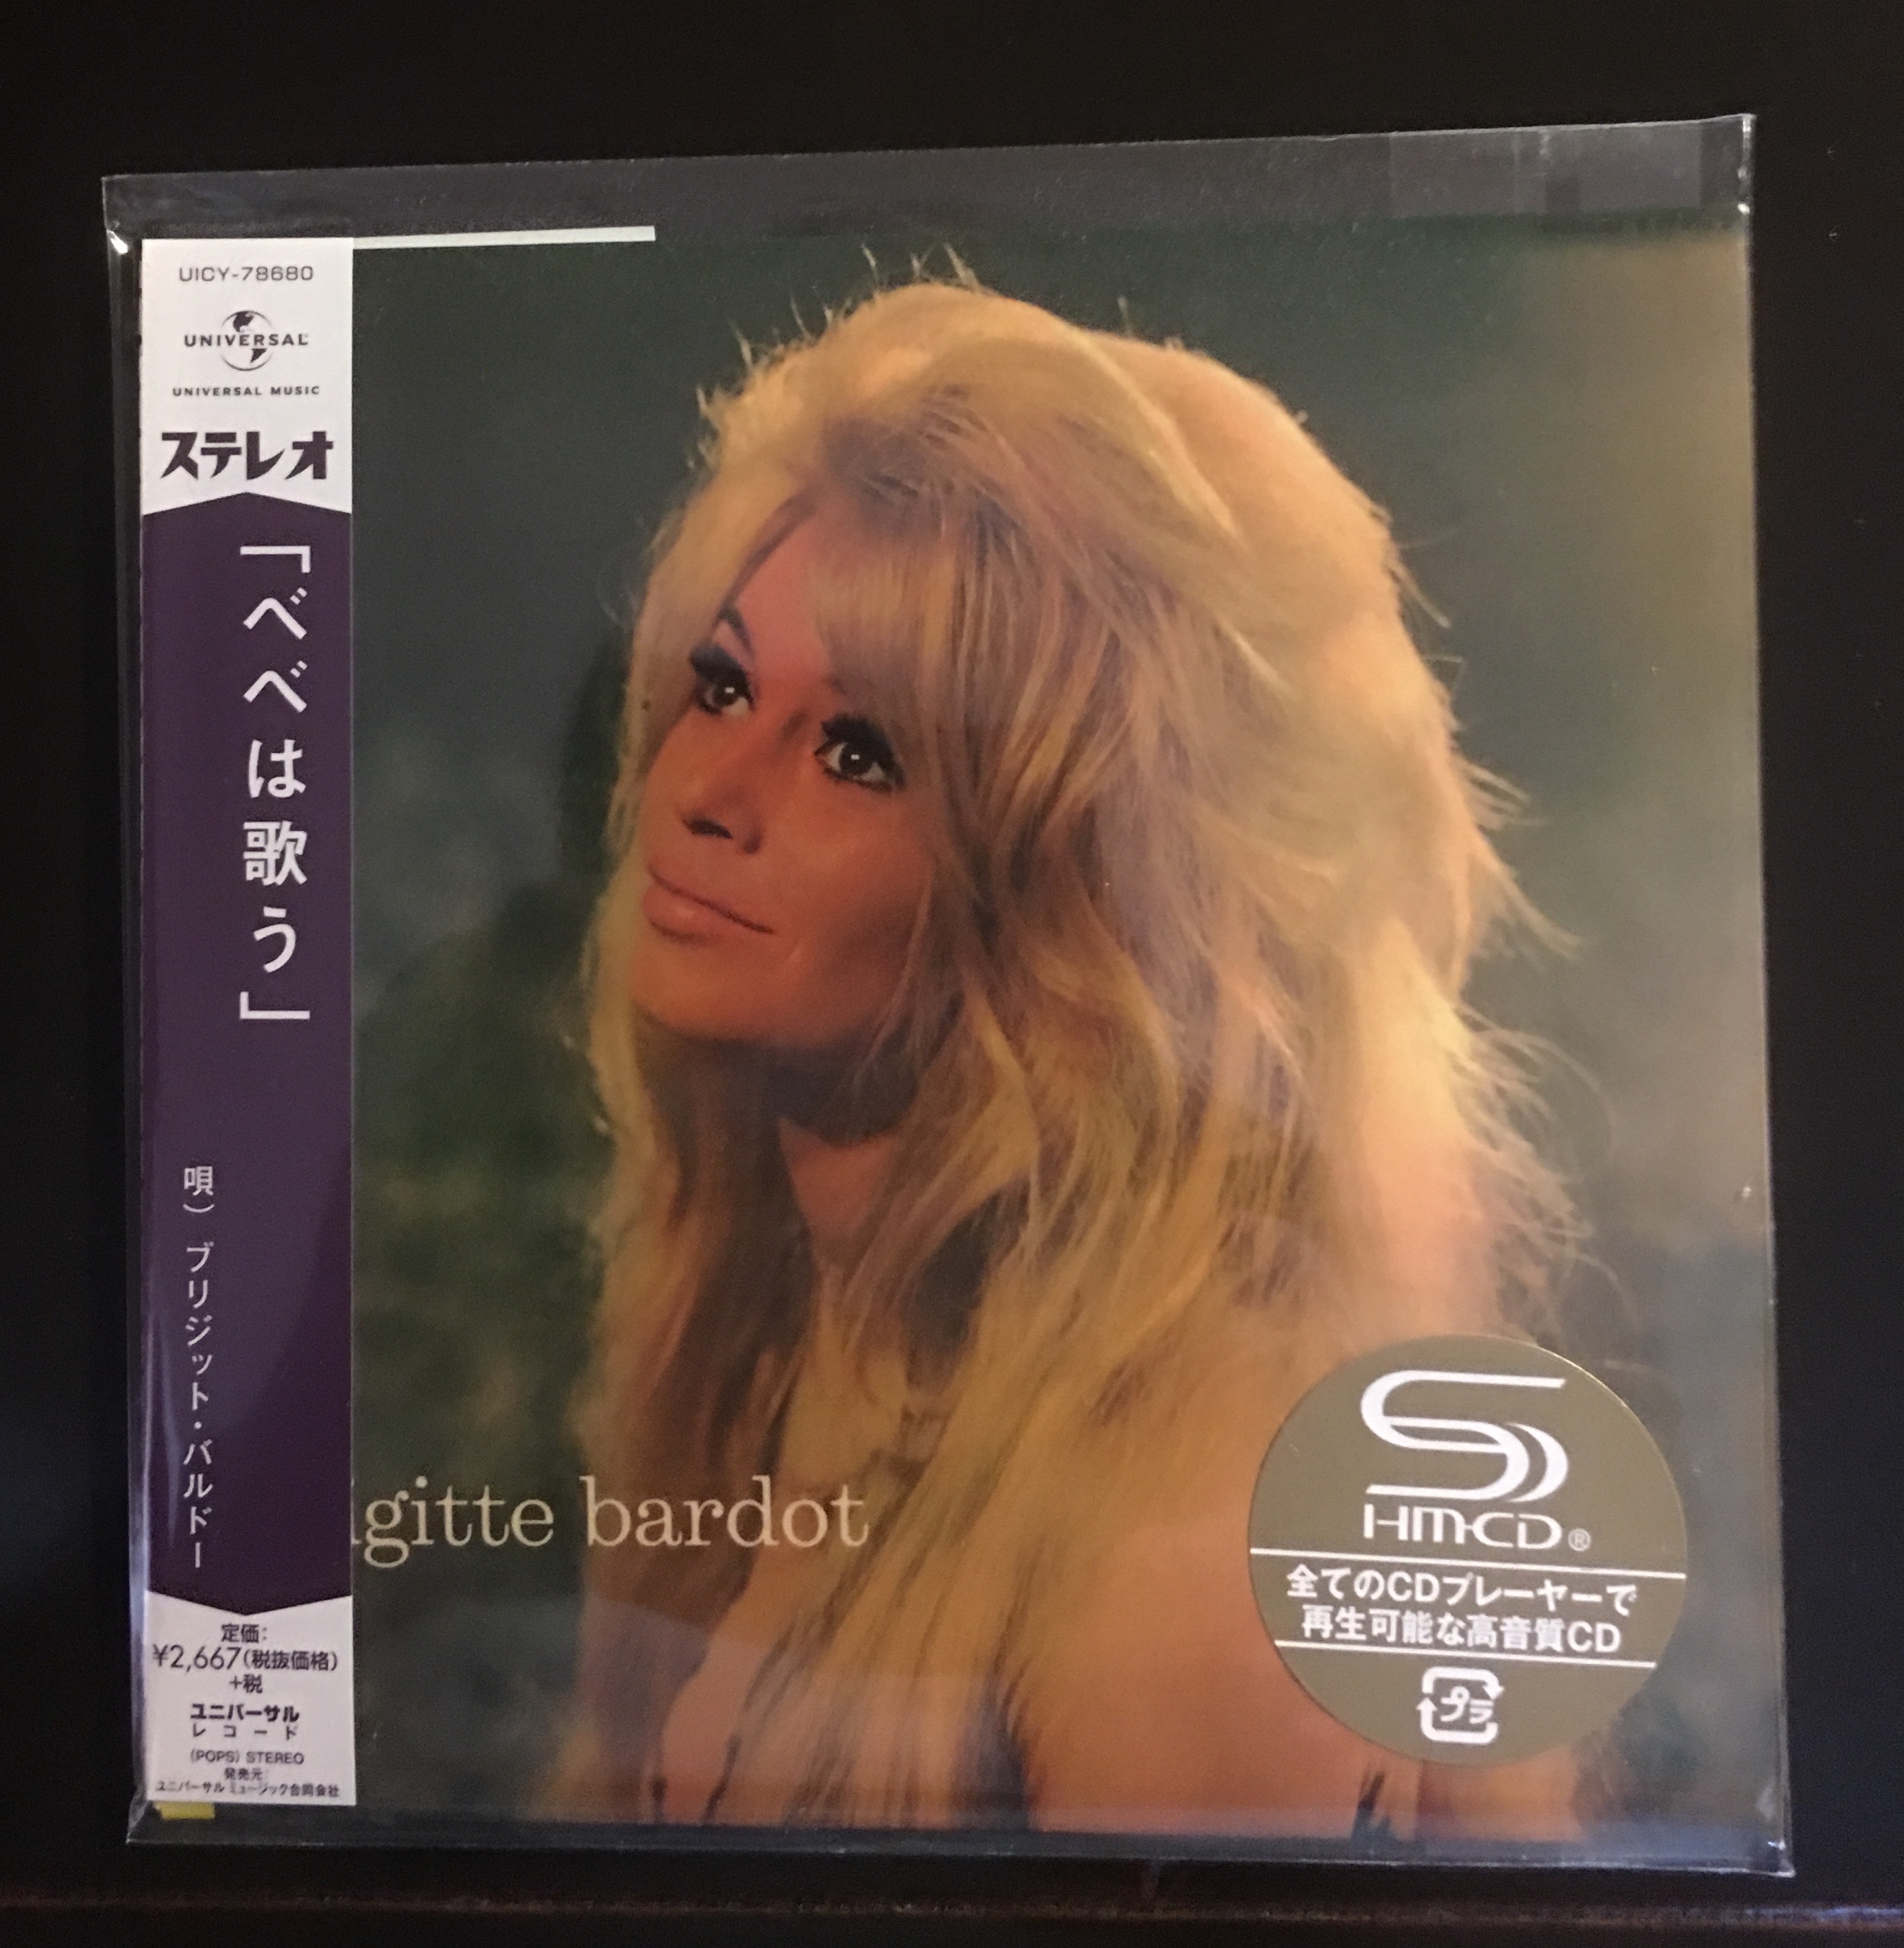 UICY-78680
UNIVERSAL
UNIVERSAL MUSIC
ステレオ
「ベベは歌う」
唄）ブリジット・バルドー
定価:
¥2,667(税抜価格)
+税
ユニバーサル
レコード
(POPS) STEREO
発売元:
ユニバーサル ミュージック合同会社
igitte bardot
SHM-CD®
全てのCDプレーヤーで
再生可能な高音質CD
プラ